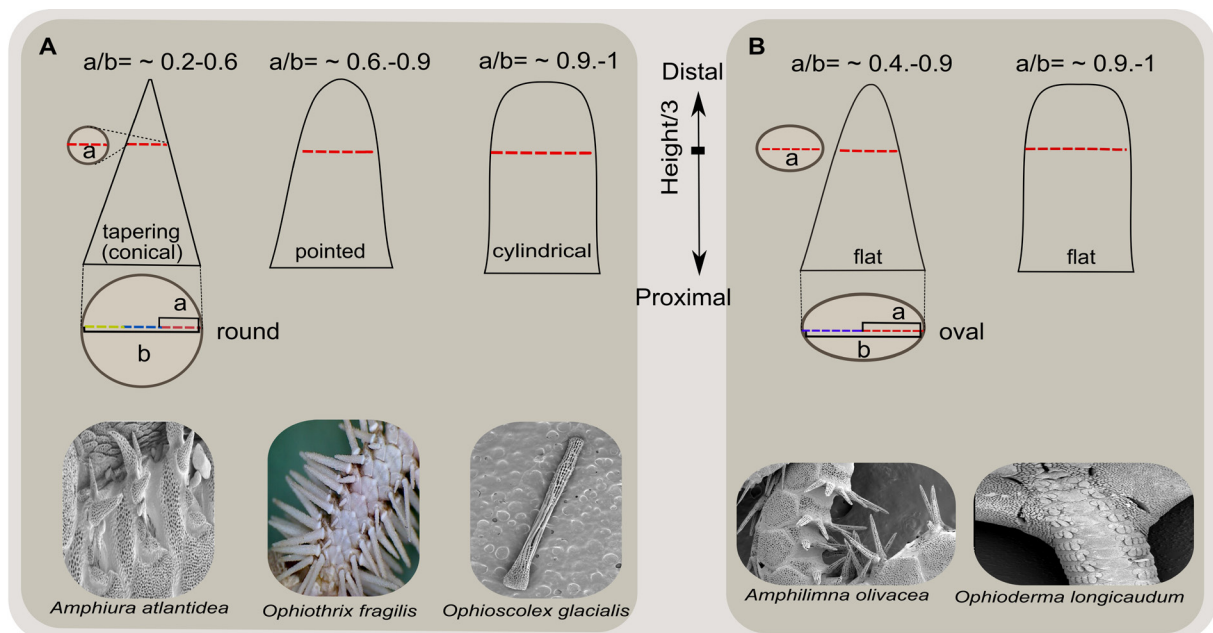 A
a/b= ~ 0.2-0.6
a/b= ~ 0.6.-0.9
a/b= ~ 0.9.-1
a
tapering
(conical)
pointed
cylindrical
a
b
round
Amphiura atlantidea
Ophiothrix fragilis
Ophioscolex glacialis
Distal
Height/3
Proximal
B
a/b= ~ 0.4.-0.9
a/b= ~ 0.9.-1
a
flat
flat
a
b
oval
Amphilimna olivacea
Ophioderma longicaudum